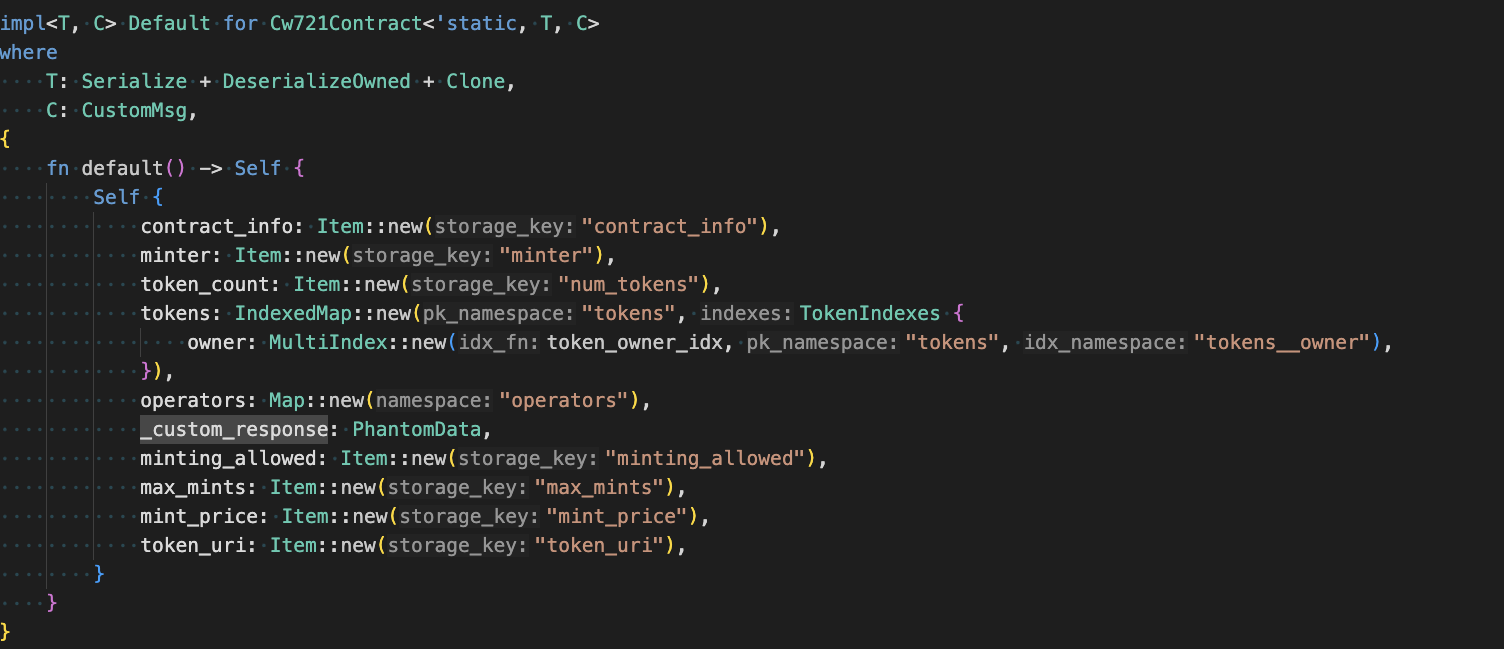 impl<T, C> Default for Cw721Contract<'static, T, C>
where
    T: Serialize + DeserializeOwned + Clone,
    C: CustomMsg,
{
    fn default() -> Self {
        Self {
            contract_info: Item::new(storage_key: "contract_info"),
            minter: Item::new(storage_key: "minter"),
            token_count: Item::new(storage_key: "num_tokens"),
            tokens: IndexedMap::new(pk_namespace: "tokens", indexes: TokenIndexes {
                owner: MultiIndex::new(idx_fn: token_owner_idx, pk_namespace: "tokens", idx_namespace: "tokens__owner"),
            }),
            operators: Map::new(namespace: "operators"),
            _custom_response: PhantomData,
            minting_allowed: Item::new(storage_key: "minting_allowed"),
            max_mints: Item::new(storage_key: "max_mints"),
            mint_price: Item::new(storage_key: "mint_price"),
            token_uri: Item::new(storage_key: "token_uri"),
        }
    }
}